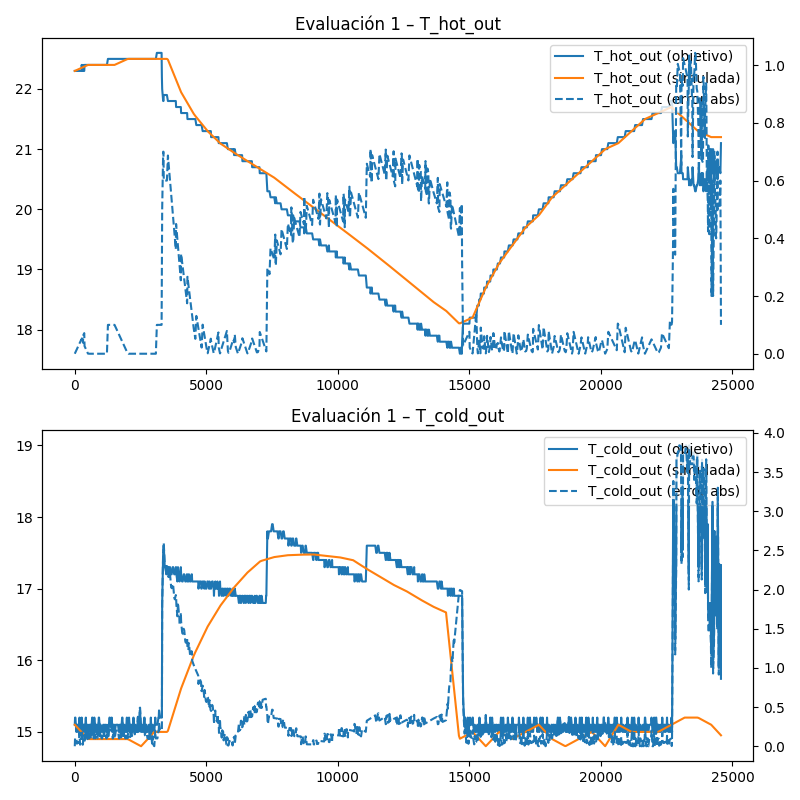 Evaluación 1 – T_hot_out
T_hot_out (objetivo)
T_hot_out (simulada)
T_hot_out (error abs)
22
21
20
19
18
1.0
0.8
0.6
0.4
0.2
0.0
0 5000 10000 15000 20000 25000
Evaluación 1 – T_cold_out
T_cold_out (objetivo)
T_cold_out (simulada)
T_cold_out (error abs)
19
18
17
16
15
4.0
3.5
3.0
2.5
2.0
1.5
1.0
0.5
0.0
0 5000 10000 15000 20000 25000